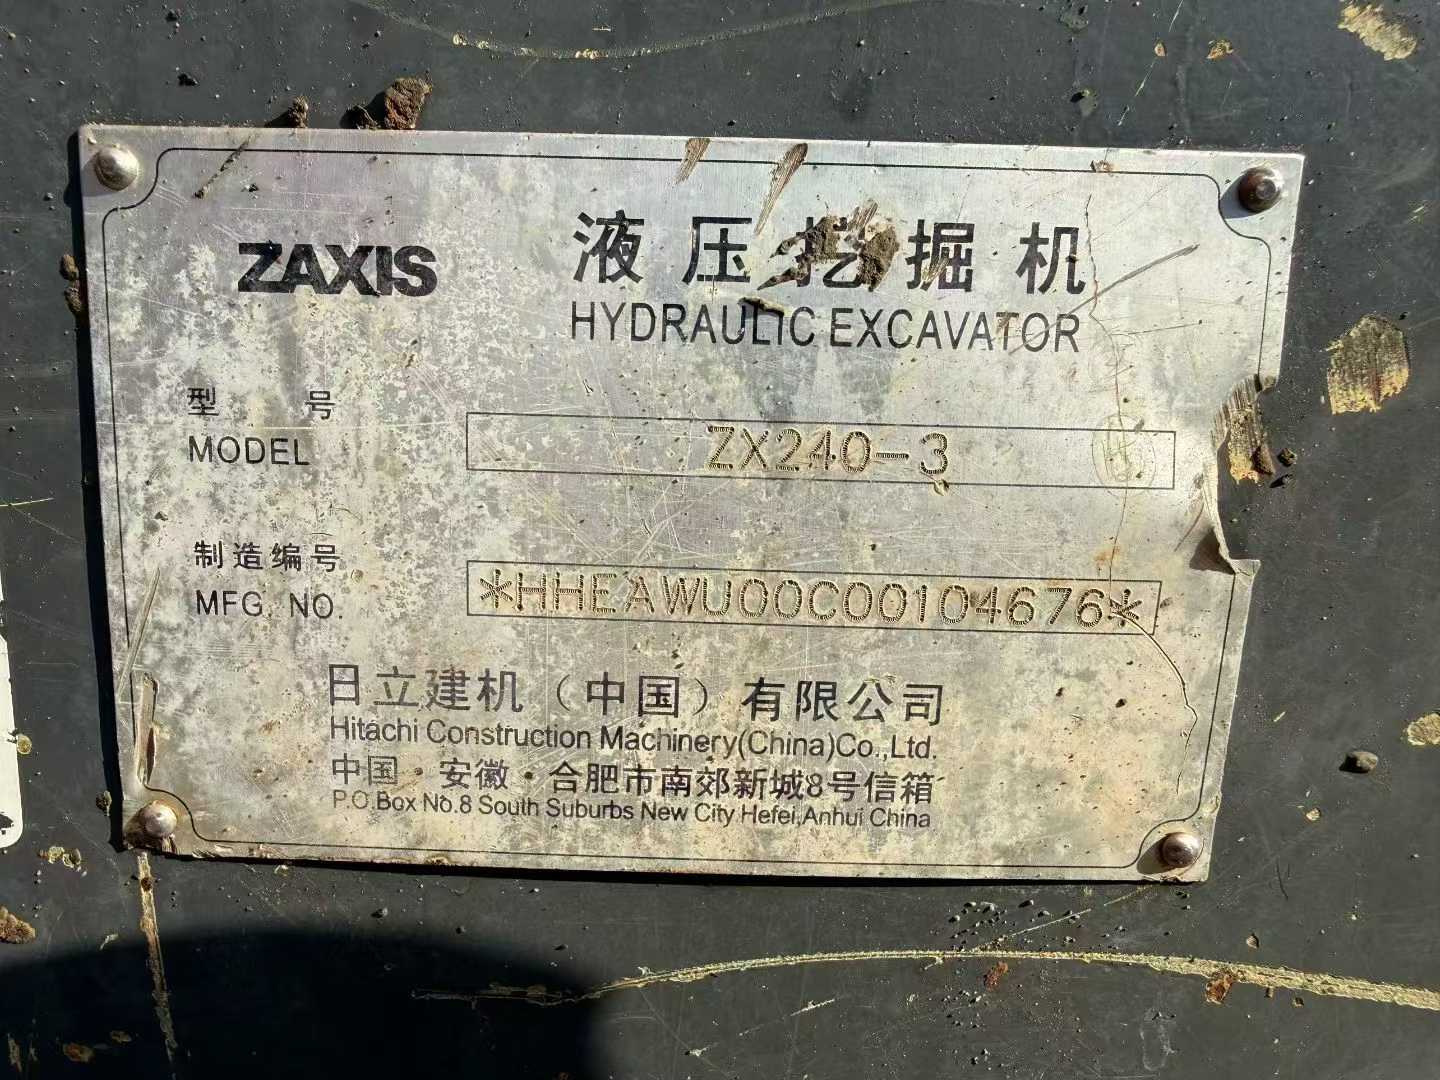 ZAXIS
液压挖掘机
HYDRAULIC EXCAVATOR
型号
MODEL
ZX240-3
制造编号
MFG. NO.
*HHEAWU00C00104676*
日立建机（中国）有限公司
Hitachi Construction Machinery(China)Co.,Ltd.
中国·安徽·合肥市南郊新城8号信箱
P.O.Box No.8 South Suburbs New City Hefei,Anhui China